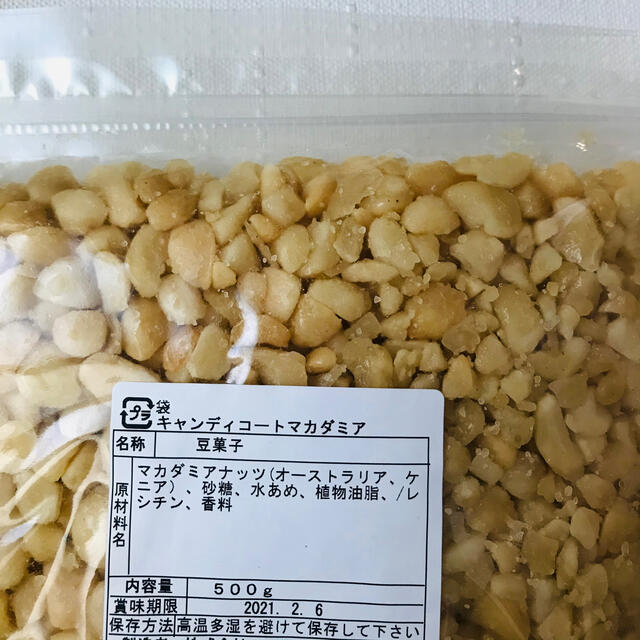 プラ 袋
キャンディコートマカダミア
名称 豆菓子
原材料名 マカダミアナッツ(オーストラリア、ケ
ニア)、砂糖、水あめ、植物油脂、/レ
シチン、香料
内容量 500g
賞味期限 2021. 2. 6
保存方法 高温多湿を避けて保存して下さい